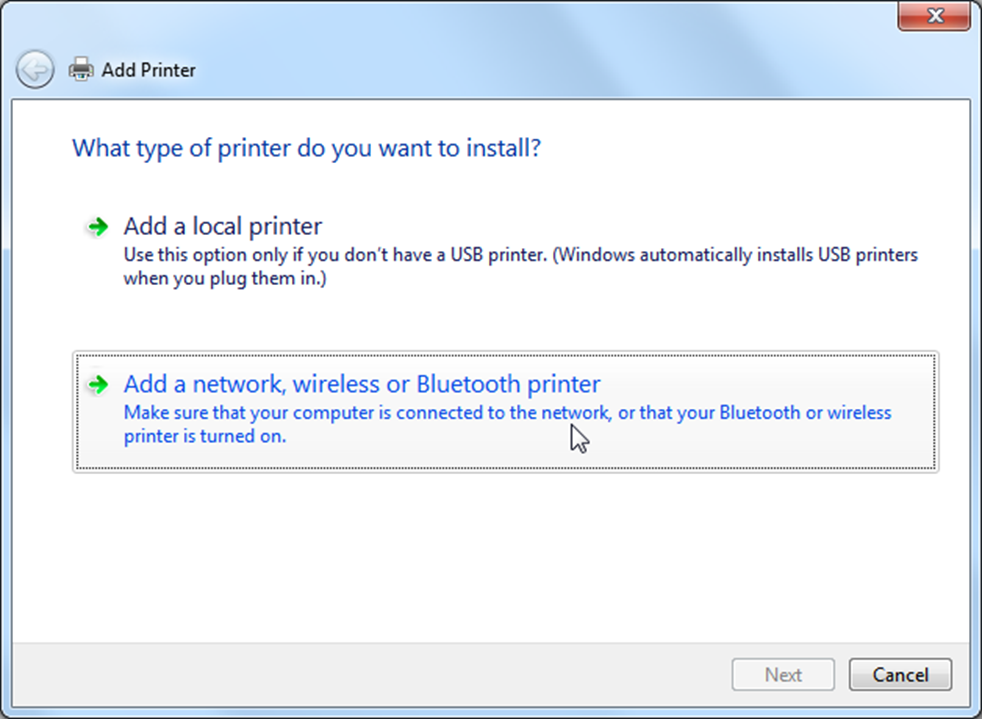 Add Printer
What type of printer do you want to install?
Add a local printer
Use this option only if you don't have a USB printer. (Windows automatically installs USB printers
when you plug them in.)
Add a network, wireless or Bluetooth printer
Make sure that your computer is connected to the network, or that your Bluetooth or wireless
printer is turned on.
Next
Cancel